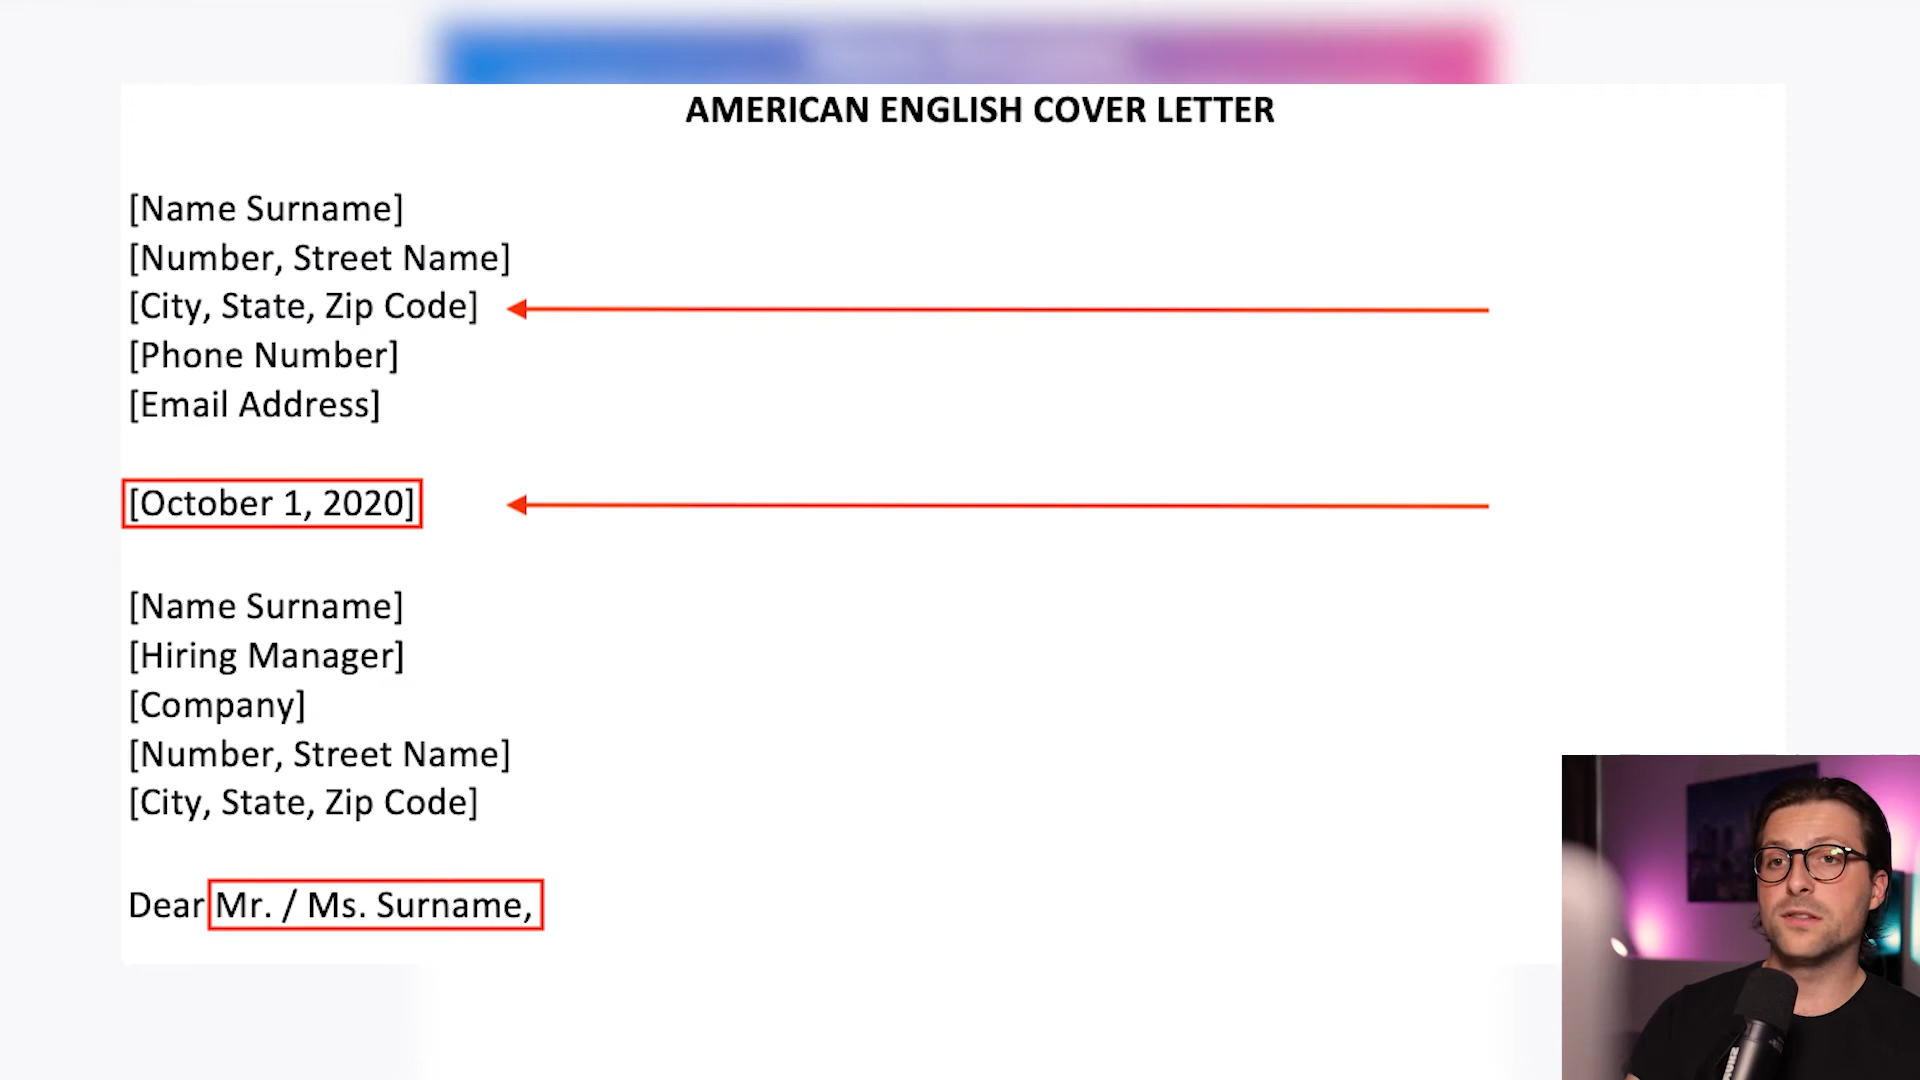 AMERICAN ENGLISH COVER LETTER
[Name Surname]
[Number, Street Name]
[City, State, Zip Code]
[Phone Number]
[Email Address]
[October 1, 2020]
[Name Surname]
[Hiring Manager]
[Company]
[Number, Street Name]
[City, State, Zip Code]
Dear Mr. / Ms. Surname,